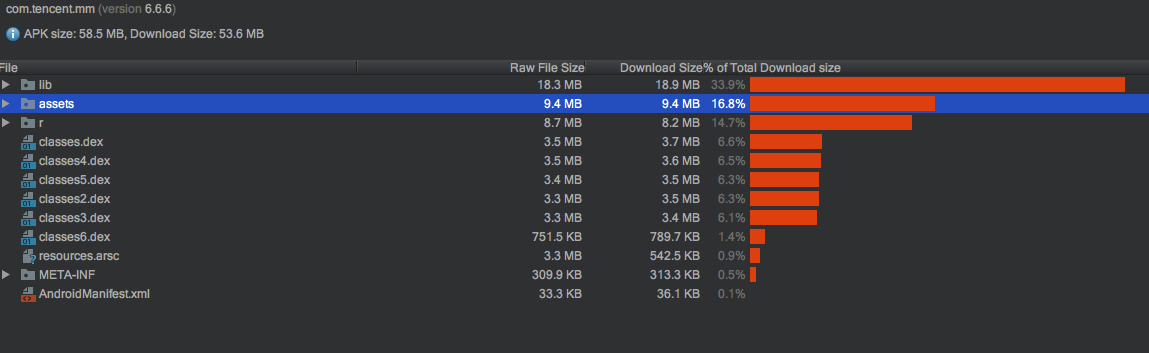 com.tencent.mm (version 6.6.6)
APK size: 58.5 MB, Download Size: 53.6 MB
File Raw File Size Download Size % of Total Download size
lib 18.3 MB 18.9 MB 33.9%
assets 9.4 MB 9.4 MB 16.8%
r 8.7 MB 8.2 MB 14.7%
classes.dex 3.5 MB 3.7 MB 6.6%
classes4.dex 3.5 MB 3.6 MB 6.5%
classes5.dex 3.4 MB 3.5 MB 6.3%
classes2.dex 3.3 MB 3.5 MB 6.3%
classes3.dex 3.3 MB 3.4 MB 6.1%
classes6.dex 751.5 KB 789.7 KB 1.4%
resources.arsc 3.3 MB 542.5 KB 0.9%
META-INF 309.9 KB 313.3 KB 0.5%
AndroidManifest.xml 33.3 KB 36.1 KB 0.1%